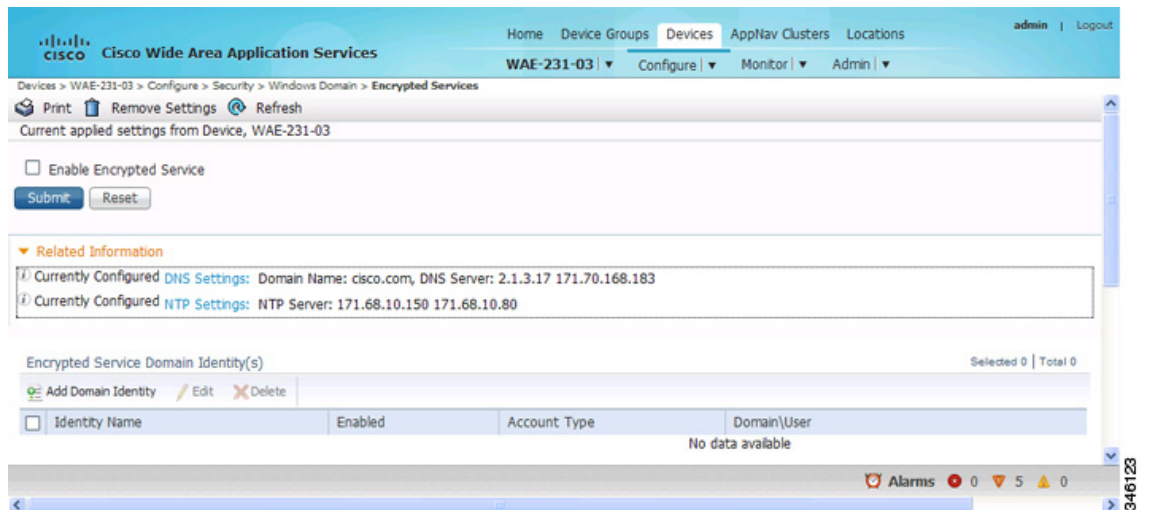 Home Device Groups Devices AppNav Clusters Locations
admin | Logout
CISCO Cisco Wide Area Application Services
WAE-231-03 | Configure | Monitor | Admin |
Devices > WAE-231-03 > Configure > Security > Windows Domain > Encrypted Services
Print Remove Settings Refresh
Current applied settings from Device, WAE-231-03
Enable Encrypted Service
Submit Reset
Related Information
Currently Configured DNS Settings: Domain Name: cisco.com, DNS Server: 2.1.3.17 171.70.168.183
Currently Configured NTP Settings: NTP Server: 171.68.10.150 171.68.10.80
Encrypted Service Domain Identity(s)
Selected 0 | Total 0
Add Domain Identity Edit Delete
Identity Name Enabled Account Type Domain\User
No data available
Alarms 0 5 0
346123